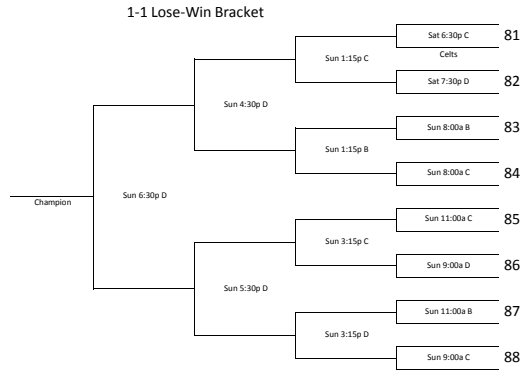 1-1 Lose-Win Bracket
Sat 6:30p C 81
Celts
Sun 1:15p C
Sat 7:30p D 82
Sun 4:30p D
Sun 8:00a B 83
Sun 1:15p B
Sun 8:00a C 84
Sun 6:30p D
Champion
Sun 11:00a C 85
Sun 3:15p C
Sun 9:00a D 86
Sun 5:30p D
Sun 11:00a B 87
Sun 3:15p D
Sun 9:00a C 88